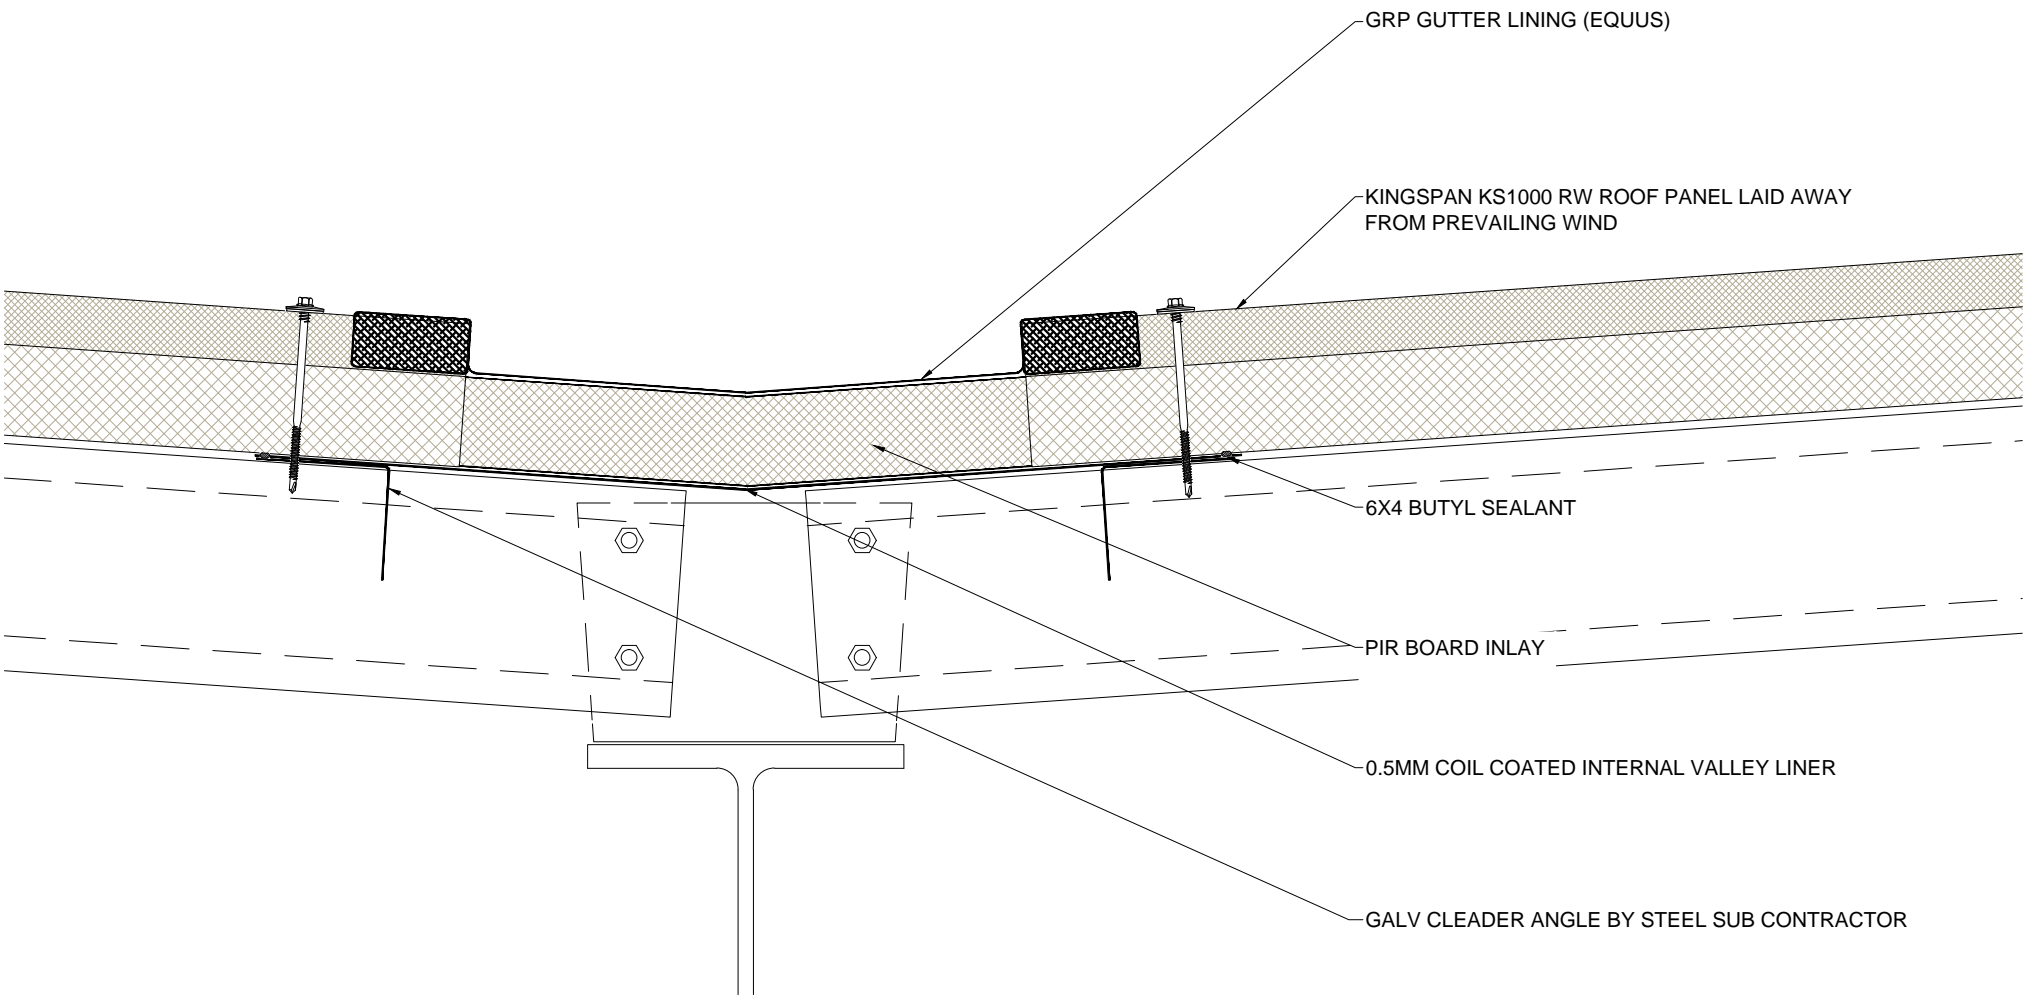 GRP GUTTER LINING (EQUUS)
KINGSPAN KS1000 RW ROOF PANEL LAID AWAY
FROM PREVAILING WIND
6X4 BUTYL SEALANT
PIR BOARD INLAY
0.5MM COIL COATED INTERNAL VALLEY LINER
GALV CLEADER ANGLE BY STEEL SUB CONTRACTOR